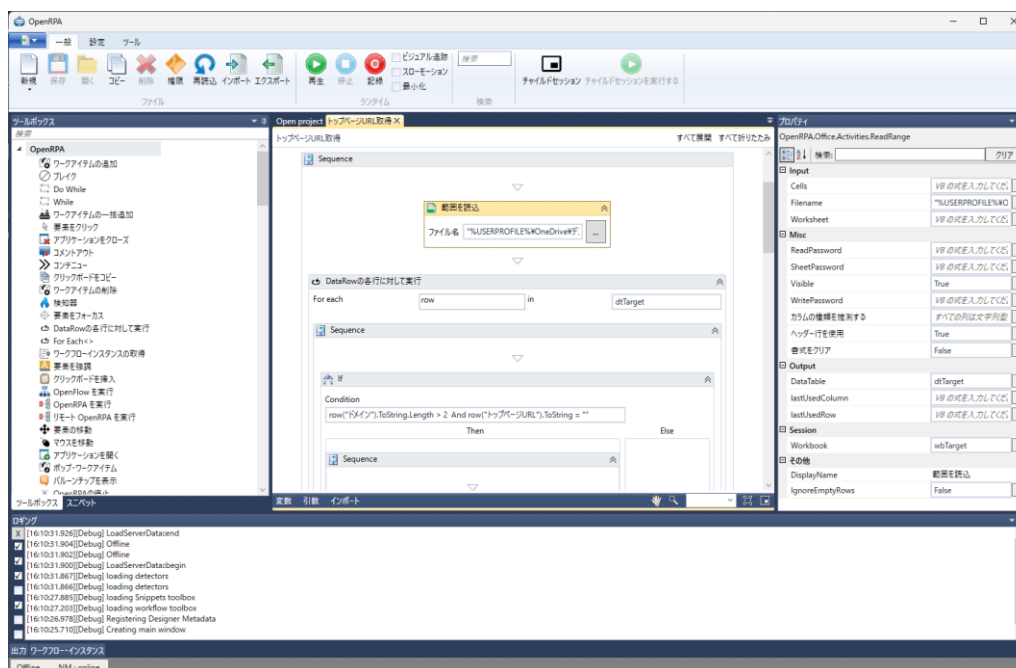 OpenRPA
一般 設定 ツール
新規 保存 開く コピー 削除 権限 再読込 インポート エクスポート
ファイル
再生 停止 記録
ビジュアル追跡
スローモーション
最小化
ランタイム
検索
検索
チャイルドセッション チャイルドセッションを実行する
ツールボックス
検索
OpenRPA
ワークアイテムの追加
ブレイク
Do While
While
ワークアイテムの一括追加
要素をクリック
アプリケーションをクローズ
コメントアウト
コンテニュー
クリックボードをコピー
ワークアイテムの削除
検知器
要素をフォーカス
DataRowの各行に対して実行
For Each<>
ワークフローインスタンスの取得
要素を強調
クリックボードを挿入
OpenFlow を実行
OpenRPA を実行
リモート OpenRPA を実行
要素の移動
マウスを移動
アプリケーションを開く
ポップ・ワークアイテム
バルーンチップを表示
OpenRPAの停止
ツールボックス スニペット
Open project トップページURL取得 X
トップページURL取得 すべて展開 すべて折りたたみ
Sequence
範囲を読込
ファイル名 "%USERPROFILE%¥OneDrive¥デ. ...
DataRowの各行に対して実行
For each row in dtTarget
Sequence
If
Condition
row("ドメイン").ToString.Length > 2 And row("トップページURL").ToString = ""
Then Else
Sequence
変数 引数 インポート
プロパティ
OpenRPA.Office.Activities.ReadRange
検索: クリア
Input
Cells VB の式を入力してくだ.
Filename "%USERPROFILE%¥O
Worksheet VB の式を入力してくだ.
Misc
ReadPassword VB の式を入力してくだ.
SheetPassword VB の式を入力してくだ.
Visible True
WritePassword VB の式を入力してくだ.
カラムの種類を推測する すべての列は文字列型
ヘッダー行を使用 True
書式をクリア False
Output
DataTable dtTarget
lastUsedColumn VB の式を入力してくだ.
lastUsedRow VB の式を入力してくだ.
Session
Workbook wbTarget
その他
DisplayName 範囲を読込
IgnoreEmptyRows False
ロギング
[16:10:31.926][Debug] LoadServerData::end
[16:10:31.904][Debug] Offline
[16:10:31.902][Debug] Offline
[16:10:31.900][Debug] LoadServerData::begin
[16:10:31.867][Debug] loading detectors
[16:10:31.866][Debug] loading detectors
[16:10:27.885][Debug] loading Snippets toolbox
[16:10:27.203][Debug] loading workflow toolbox
[16:10:26.978][Debug] Registering Designer Metadata
[16:10:25.710][Debug] Creating main window
出力 ワークフロー・インスタンス
Offline NM : online